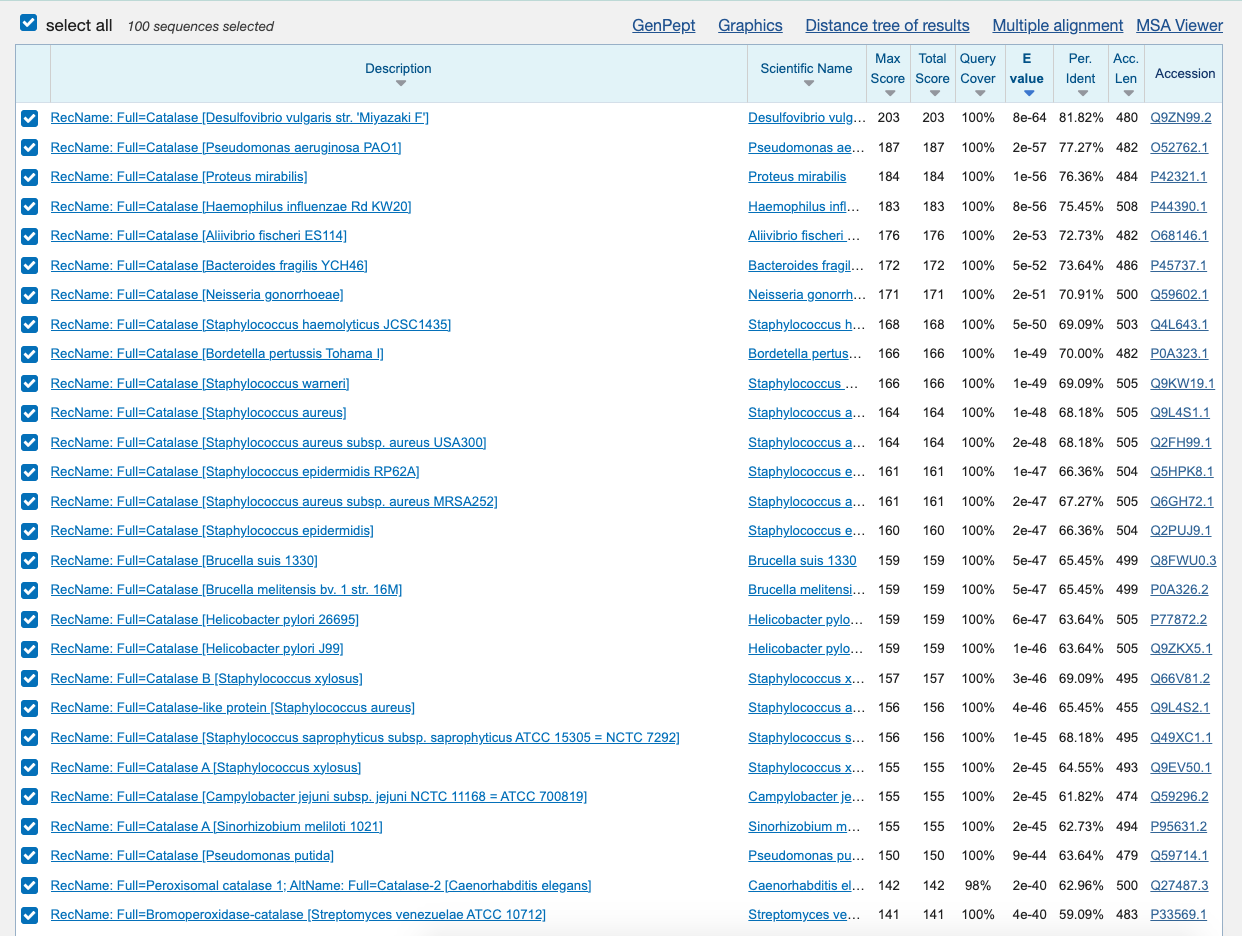 select all 100 sequences selected GenPept Graphics Distance tree of results Multiple alignment MSA Viewer
Description Scientific Name Max Score Total Score Query Cover E value Per. Ident Acc. Len Accession
RecName: Full=Catalase [Desulfovibrio vulgaris str. 'Miyazaki F'] Desulfovibrio vulg... 203 203 100% 8e-64 81.82% 480 Q9ZN99.2
RecName: Full=Catalase [Pseudomonas aeruginosa PAO1] Pseudomonas ae... 187 187 100% 2e-57 77.27% 482 O52762.1
RecName: Full=Catalase [Proteus mirabilis] Proteus mirabilis 184 184 100% 1e-56 76.36% 484 P42321.1
RecName: Full=Catalase [Haemophilus influenzae Rd KW20] Haemophilus infl... 183 183 100% 8e-56 75.45% 508 P44390.1
RecName: Full=Catalase [Aliivibrio fischeri ES114] Aliivibrio fischeri ... 176 176 100% 2e-53 72.73% 482 O68146.1
RecName: Full=Catalase [Bacteroides fragilis YCH46] Bacteroides fragil... 172 172 100% 5e-52 73.64% 486 P45737.1
RecName: Full=Catalase [Neisseria gonorrhoeae] Neisseria gonorrh... 171 171 100% 2e-51 70.91% 500 Q59602.1
RecName: Full=Catalase [Staphylococcus haemolyticus JCSC1435] Staphylococcus h... 168 168 100% 5e-50 69.09% 503 Q4L643.1
RecName: Full=Catalase [Bordetella pertussis Tohama I] Bordetella pertus... 166 166 100% 1e-49 70.00% 482 P0A323.1
RecName: Full=Catalase [Staphylococcus warneri] Staphylococcus ... 166 166 100% 1e-49 69.09% 505 Q9KW19.1
RecName: Full=Catalase [Staphylococcus aureus] Staphylococcus a... 164 164 100% 1e-48 68.18% 505 Q9L4S1.1
RecName: Full=Catalase [Staphylococcus aureus subsp. aureus USA300] Staphylococcus a... 164 164 100% 2e-48 68.18% 505 Q2FH99.1
RecName: Full=Catalase [Staphylococcus epidermidis RP62A] Staphylococcus e... 161 161 100% 1e-47 66.36% 504 Q5HPK8.1
RecName: Full=Catalase [Staphylococcus aureus subsp. aureus MRSA252] Staphylococcus a... 161 161 100% 2e-47 67.27% 505 Q6GH72.1
RecName: Full=Catalase [Staphylococcus epidermidis] Staphylococcus e... 160 160 100% 2e-47 66.36% 504 Q2PUJ9.1
RecName: Full=Catalase [Brucella suis 1330] Brucella suis 1330 159 159 100% 5e-47 65.45% 499 Q8FWU0.3
RecName: Full=Catalase [Brucella melitensis bv. 1 str. 16M] Brucella melitensi... 159 159 100% 5e-47 65.45% 499 P0A326.2
RecName: Full=Catalase [Helicobacter pylori 26695] Helicobacter pylo... 159 159 100% 6e-47 63.64% 505 P77872.2
RecName: Full=Catalase [Helicobacter pylori J99] Helicobacter pylo... 159 159 100% 1e-46 63.64% 505 Q9ZKX5.1
RecName: Full=Catalase B [Staphylococcus xylosus] Staphylococcus x... 157 157 100% 3e-46 69.09% 495 Q66V81.2
RecName: Full=Catalase-like protein [Staphylococcus aureus] Staphylococcus a... 156 156 100% 4e-46 65.45% 455 Q9L4S2.1
RecName: Full=Catalase [Staphylococcus saprophyticus subsp. saprophyticus ATCC 15305 = NCTC 7292] Staphylococcus s... 156 156 100% 1e-45 68.18% 495 Q49XC1.1
RecName: Full=Catalase A [Staphylococcus xylosus] Staphylococcus x... 155 155 100% 2e-45 64.55% 493 Q9EV50.1
RecName: Full=Catalase [Campylobacter jejuni subsp. jejuni NCTC 11168 = ATCC 700819] Campylobacter je... 155 155 100% 2e-45 61.82% 474 Q59296.2
RecName: Full=Catalase A [Sinorhizobium meliloti 1021] Sinorhizobium m... 155 155 100% 2e-45 62.73% 494 P95631.2
RecName: Full=Catalase [Pseudomonas putida] Pseudomonas pu... 150 150 100% 9e-44 63.64% 479 Q59714.1
RecName: Full=Peroxisomal catalase 1; AltName: Full=Catalase-2 [Caenorhabditis elegans] Caenorhabditis el... 142 142 98% 2e-40 62.96% 500 Q27487.3
RecName: Full=Bromoperoxidase-catalase [Streptomyces venezuelae ATCC 10712] Streptomyces ve... 141 141 100% 4e-40 59.09% 483 P33569.1